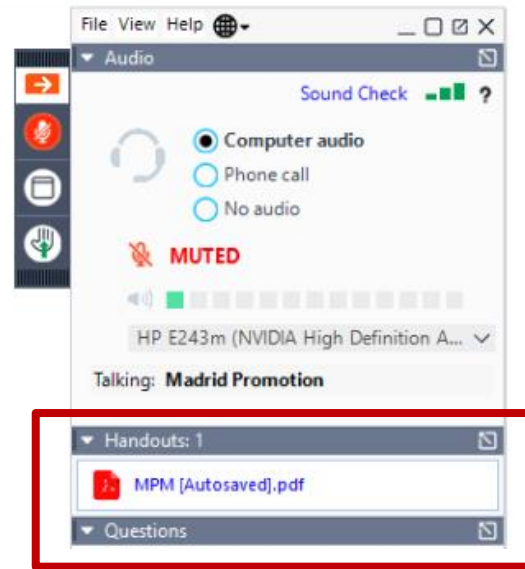 File View Help
Audio
Sound Check ?
Computer audio
Phone call
No audio
MUTED
HP E243m (NVIDIA High Definition A...
Talking: Madrid Promotion
Handouts: 1
MPM [Autosaved].pdf
Questions